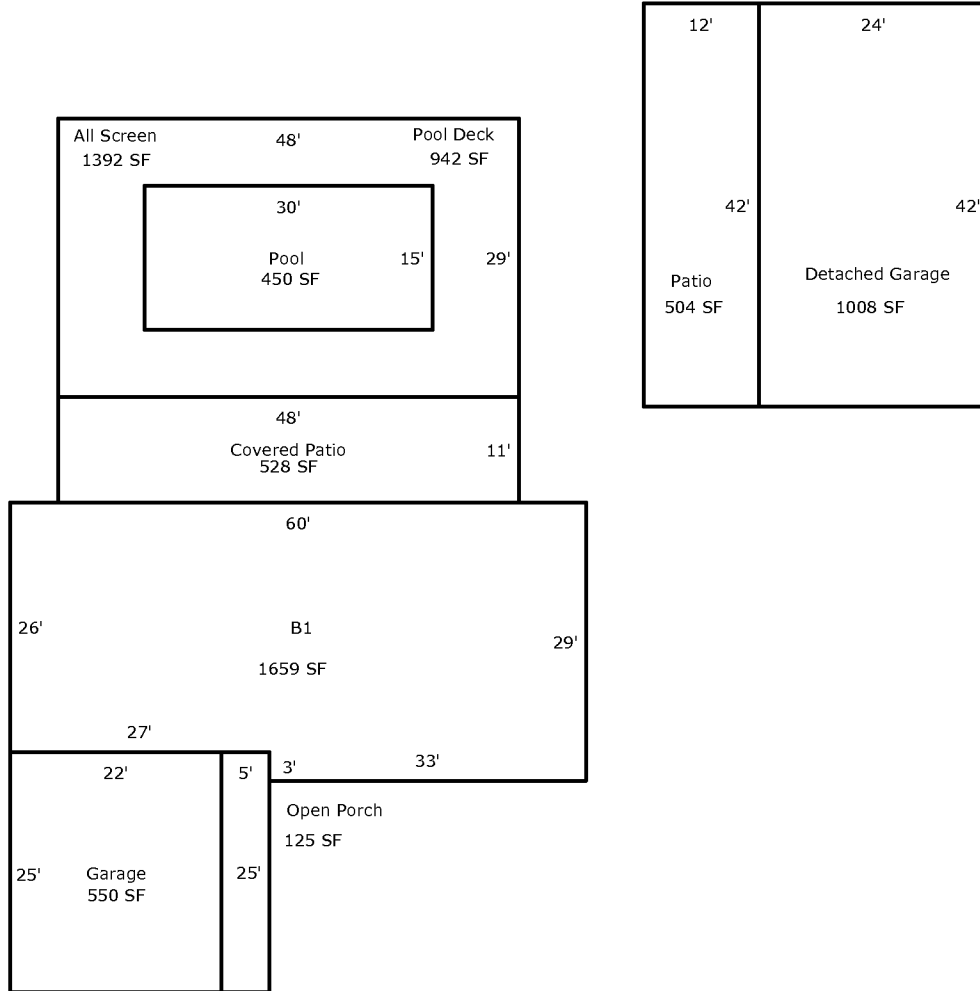 12'
24'
All Screen
1392 SF
48'
Pool Deck
942 SF
30'
Pool
450 SF
15'
29'
42'
42'
Patio
504 SF
Detached Garage
1008 SF
48'
Covered Patio
528 SF
11'
60'
26'
B1
1659 SF
29'
27'
22'
5'
3'
33'
Open Porch
125 SF
25'
Garage
550 SF
25'